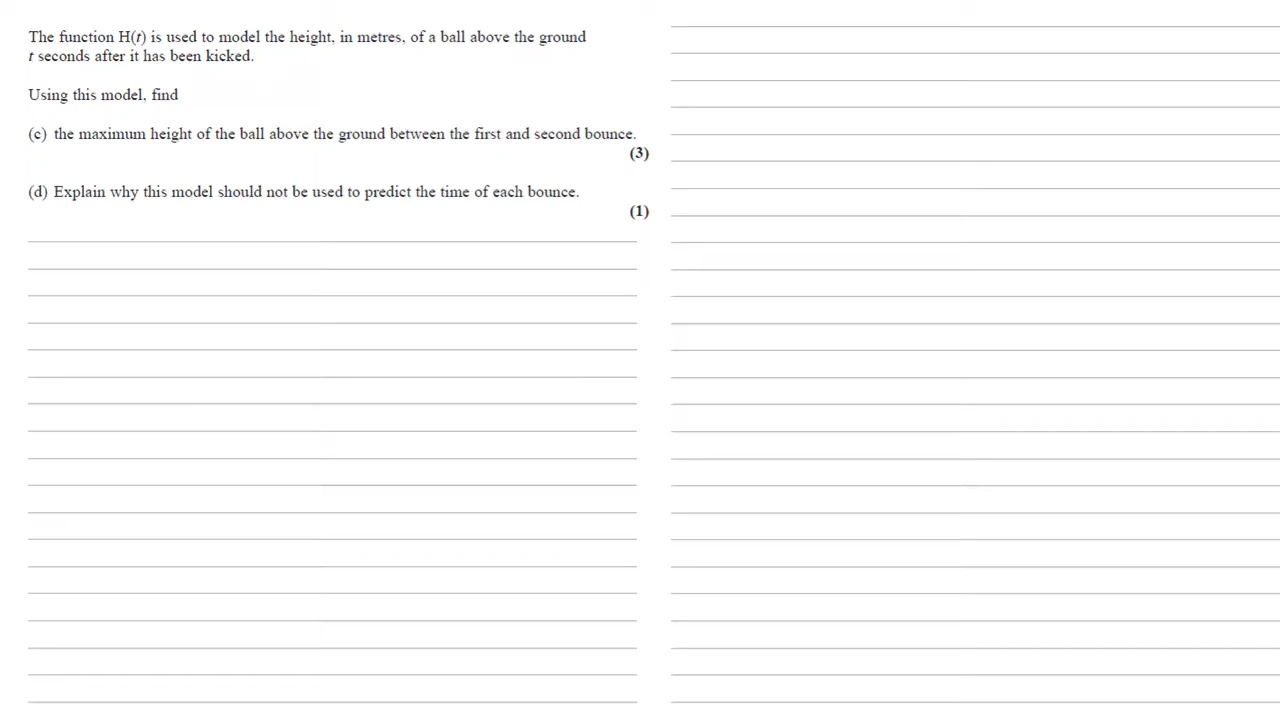 The function H(t) is used to model the height, in metres, of a ball above the ground
t seconds after it has been kicked.
Using this model, find
(c) the maximum height of the ball above the ground between the first and second bounce.
(3)
(d) Explain why this model should not be used to predict the time of each bounce.
(1)